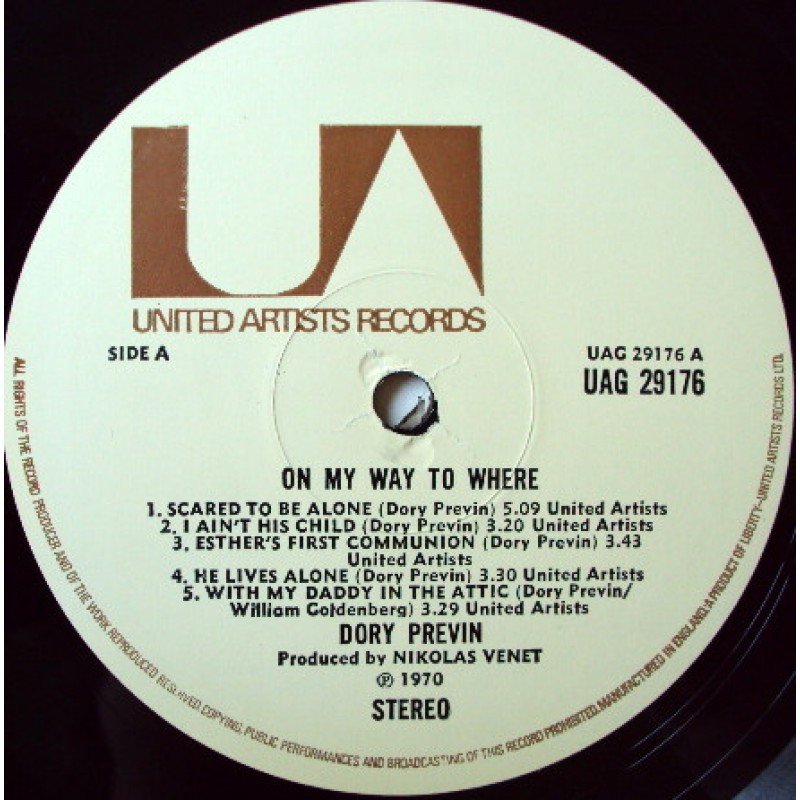 UA
UNITED ARTISTS RECORDS
SIDE A
UAG 29176 A
UAG 29176
ON MY WAY TO WHERE
1. SCARED TO BE ALONE (Dory Previn) 5.09 United Artists
2. I AIN'T HIS CHILD (Dory Previn) 3.20 United Artists
3. ESTHER'S FIRST COMMUNION (Dory Previn) 3.43
United Artists
4. HE LIVES ALONE (Dory Previn) 3.30 United Artists
5. WITH MY DADDY IN THE ATTIC (Dory Previn/
William Goldenberg) 3.29 United Artists
DORY PREVIN
Produced by NIKOLAS VENET
℗ 1970
STEREO
ALL RIGHTS OF THE RECORD PRODUCER AND OF THE WORK REPRODUCED RESERVED. COPYING, PUBLIC PERFORMANCES AND BROADCASTING OF THIS RECORD PROHIBITED. MANUFACTURED IN ENGLAND. A PRODUCT OF LIBERTY–UNITED ARTISTS RECORDS LTD.